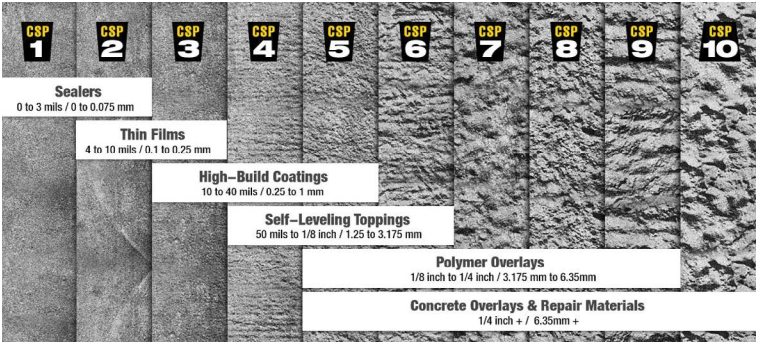 CSP 1
CSP 2
CSP 3
CSP 4
CSP 5
CSP 6
CSP 7
CSP 8
CSP 9
CSP 10
Sealers
0 to 3 mils / 0 to 0.075 mm
Thin Films
4 to 10 mils / 0.1 to 0.25 mm
High–Build Coatings
10 to 40 mils / 0.25 to 1 mm
Self–Leveling Toppings
50 mils to 1/8 inch / 1.25 to 3.175 mm
Polymer Overlays
1/8 inch to 1/4 inch / 3.175 mm to 6.35mm
Concrete Overlays & Repair Materials
1/4 inch + / 6.35mm +